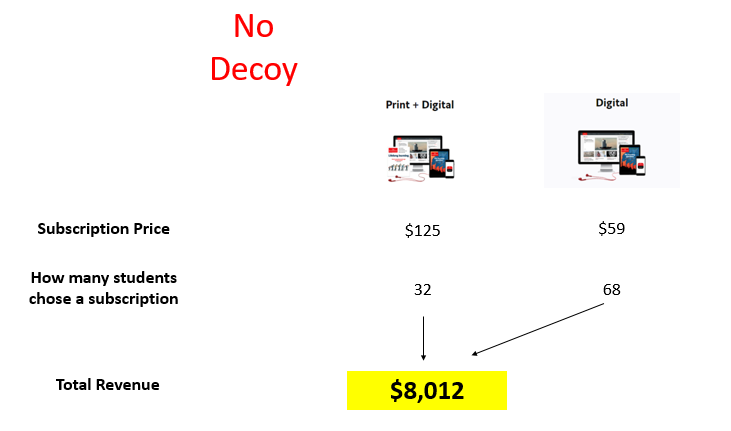 No
Decoy
Print + Digital
Digital
Subscription Price
$125
$59
How many students
chose a subscription
32
68
Total Revenue
$8,012